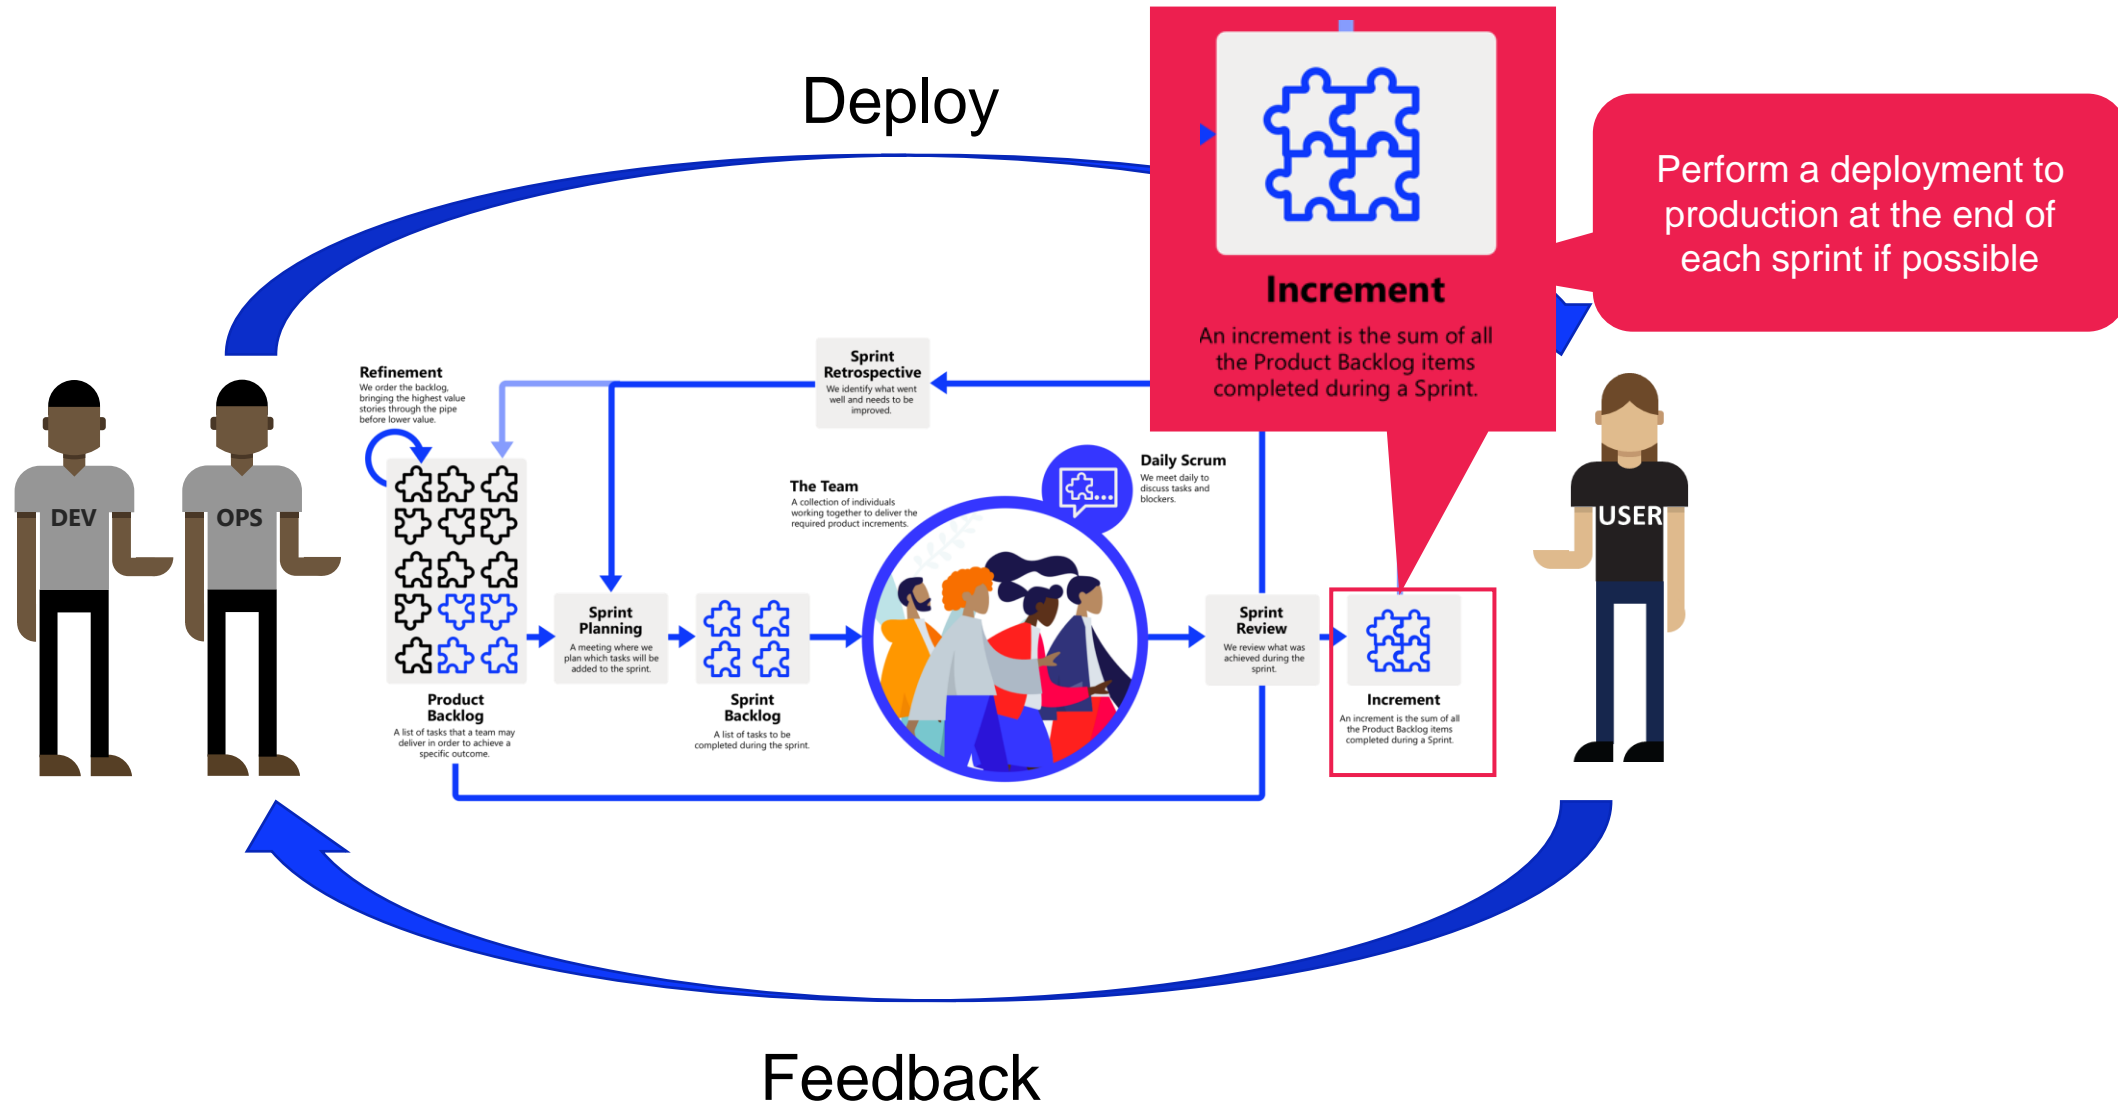 Deploy
Increment
An increment is the sum of all
the Product Backlog items
completed during a Sprint.
Perform a deployment to
production at the end of
each sprint if possible
Refinement
We order the backlog,
bringing the highest value
stories through the pipe
before lower value.
Sprint
Retrospective
We identify what went
well and needs to be
improved.
The Team
A collection of individuals
working together to deliver the
required product increments.
Daily Scrum
We meet daily to
discuss tasks and
blockers.
DEV
OPS
USER
Product
Backlog
A list of tasks that a team may
deliver in order to achieve a
specific outcome.
Sprint
Planning
A meeting where we
plan which tasks will be
added to the sprint.
Sprint
Backlog
A list of tasks to be
completed during the sprint.
Sprint
Review
We review what was
achieved during the
sprint.
Increment
An increment is the sum of all
the Product Backlog items
completed during a Sprint.
Feedback